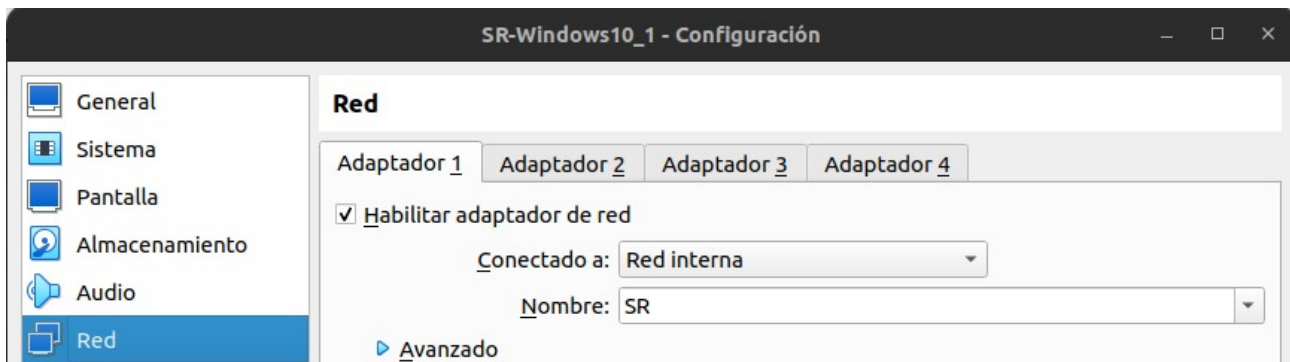 SR-Windows10_1 - Configuración
General
Sistema
Pantalla
Almacenamiento
Audio
Red
Red
Adaptador 1 Adaptador 2 Adaptador 3 Adaptador 4
Habilitar adaptador de red
Conectado a: Red interna
Nombre: SR
Avanzado